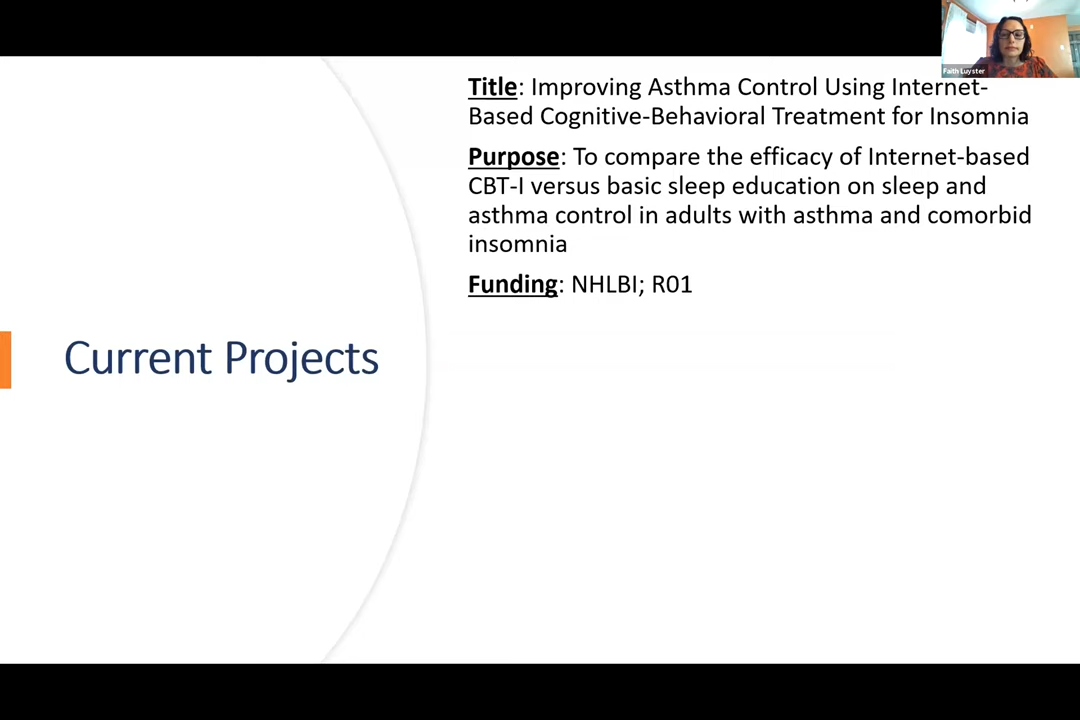 Faith Luyster
Title: Improving Asthma Control Using Internet-
Based Cognitive-Behavioral Treatment for Insomnia
Purpose: To compare the efficacy of Internet-based
CBT-I versus basic sleep education on sleep and
asthma control in adults with asthma and comorbid
insomnia
Funding: NHLBI; R01
Current Projects